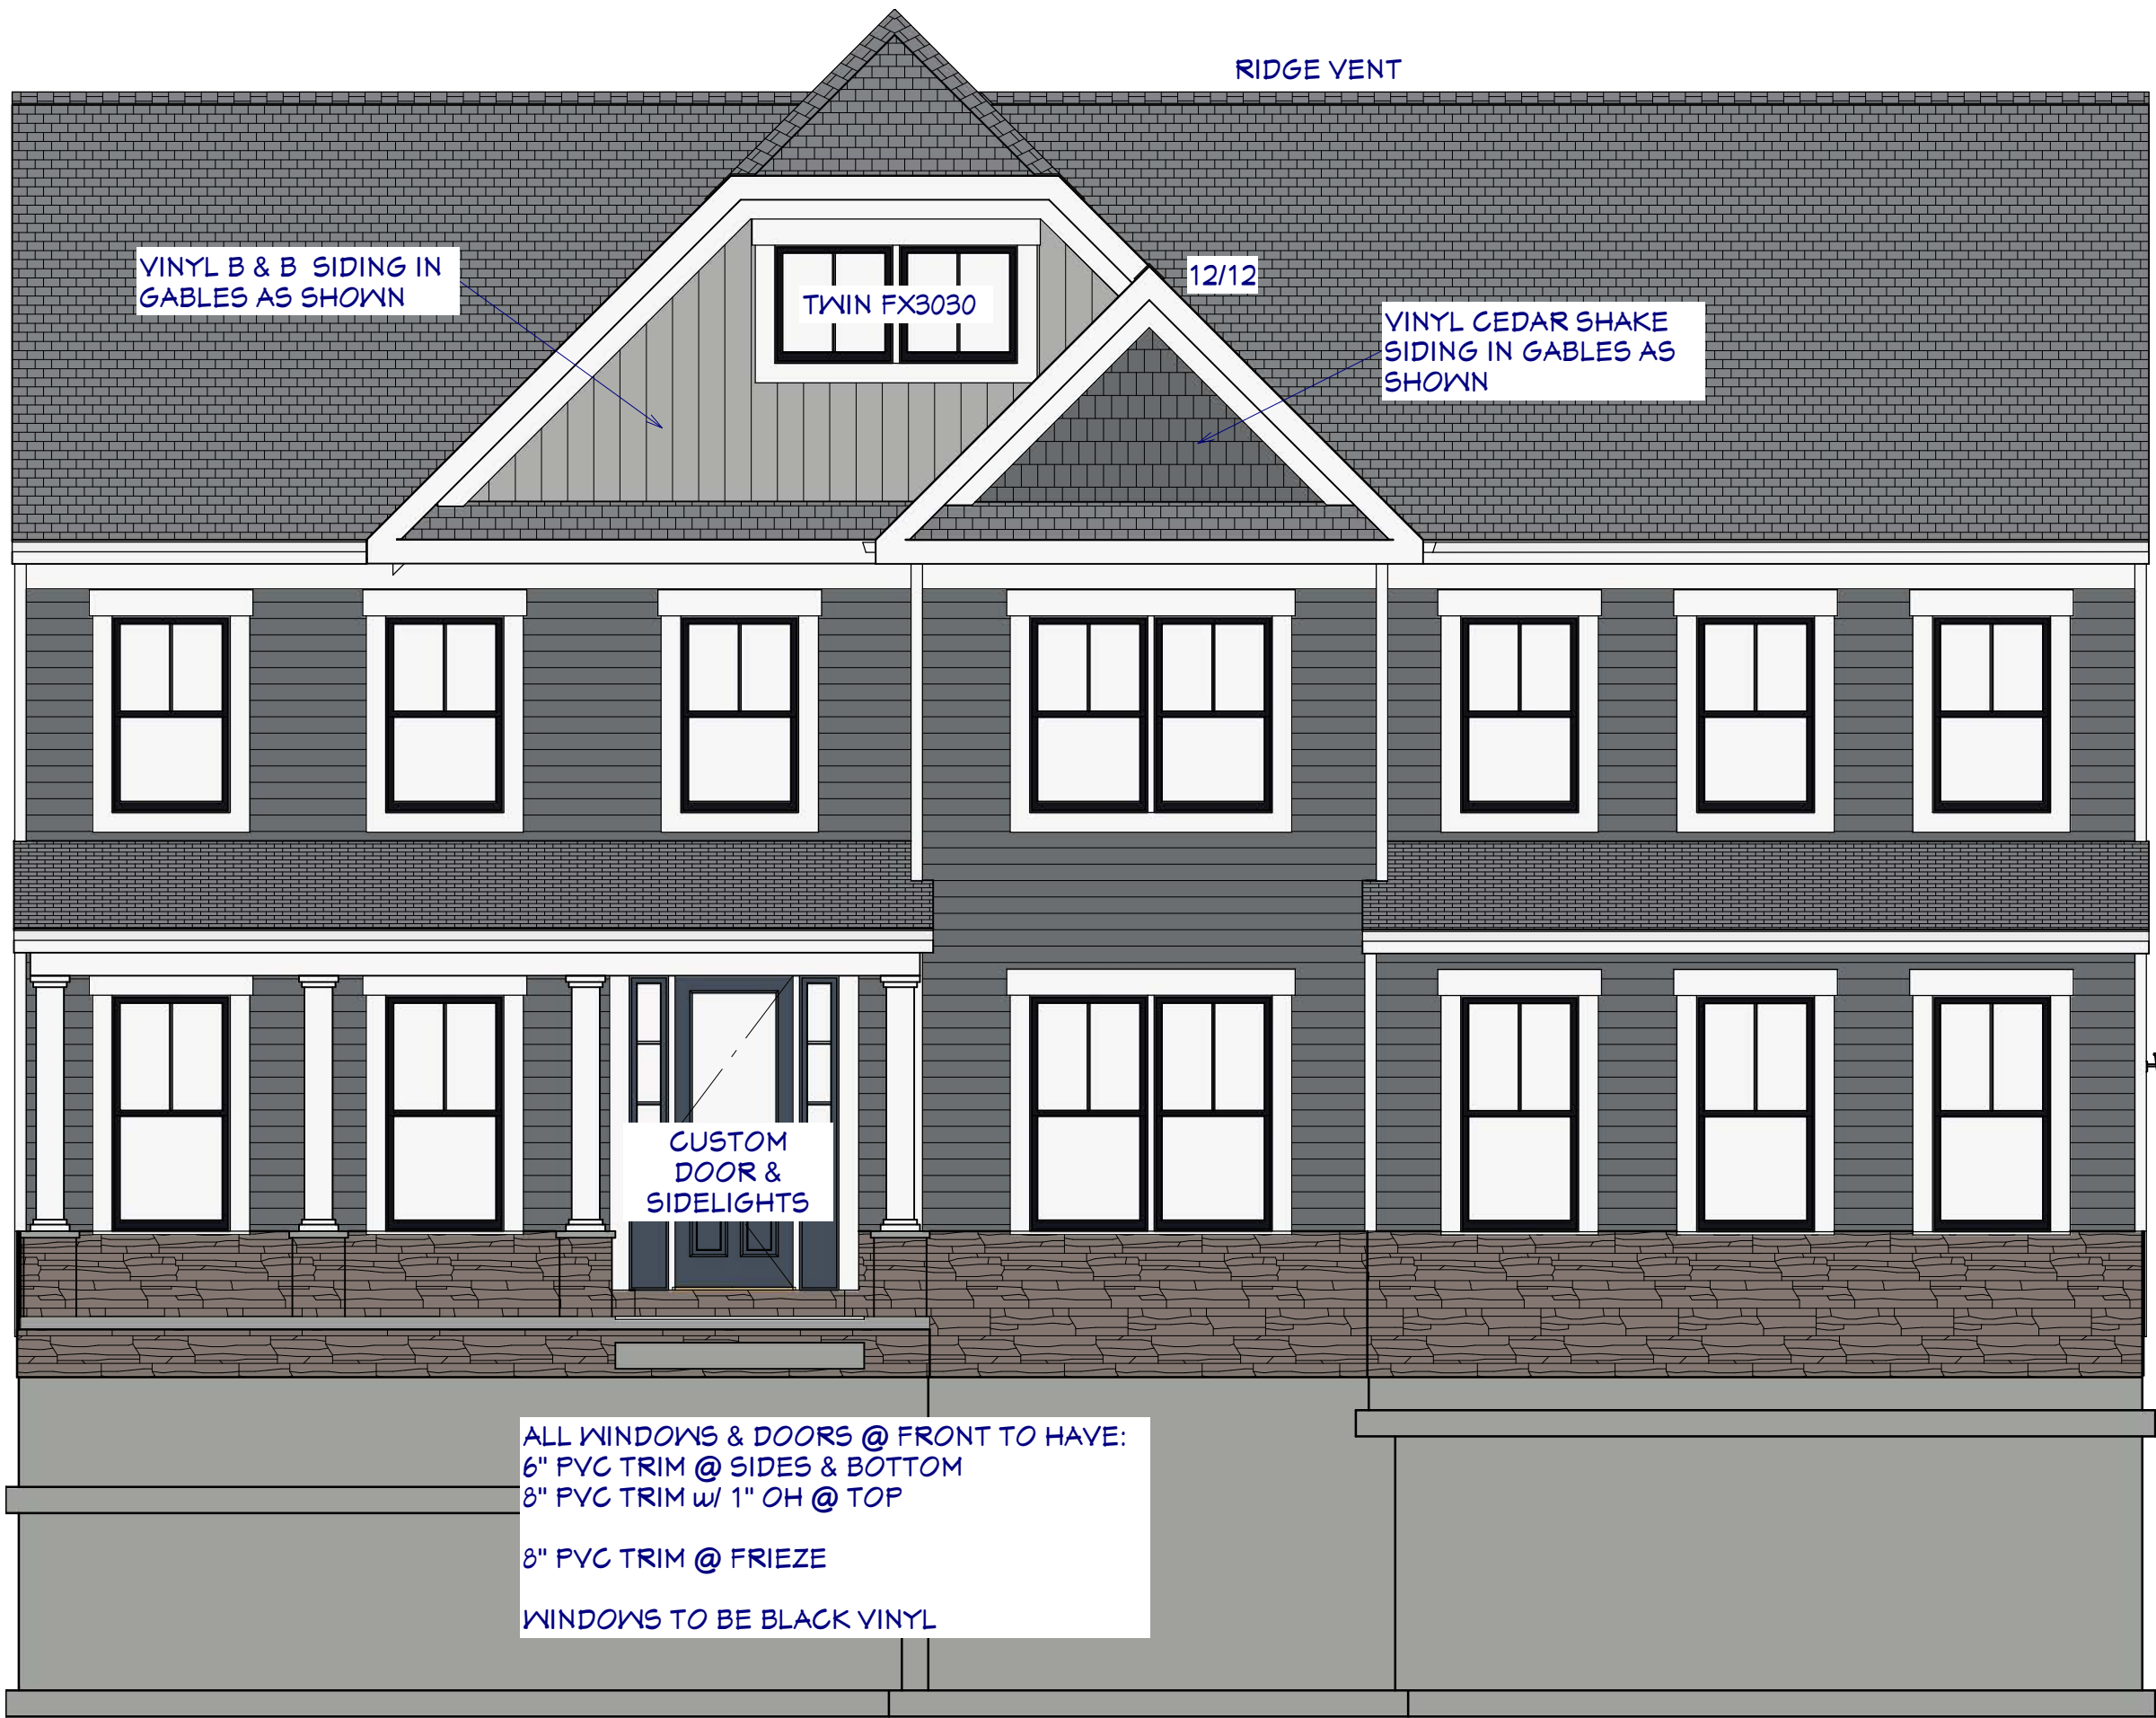 RIDGE VENT
VINYL B & B SIDING IN
GABLES AS SHOWN
12/12
TWIN FX3030
VINYL CEDAR SHAKE
SIDING IN GABLES AS
SHOWN
CUSTOM
DOOR &
SIDELIGHTS
ALL WINDOWS & DOORS @ FRONT TO HAVE:
6" PVC TRIM @ SIDES & BOTTOM
8" PVC TRIM w/ 1" OH @ TOP
8" PVC TRIM @ FRIEZE
WINDOWS TO BE BLACK VINYL